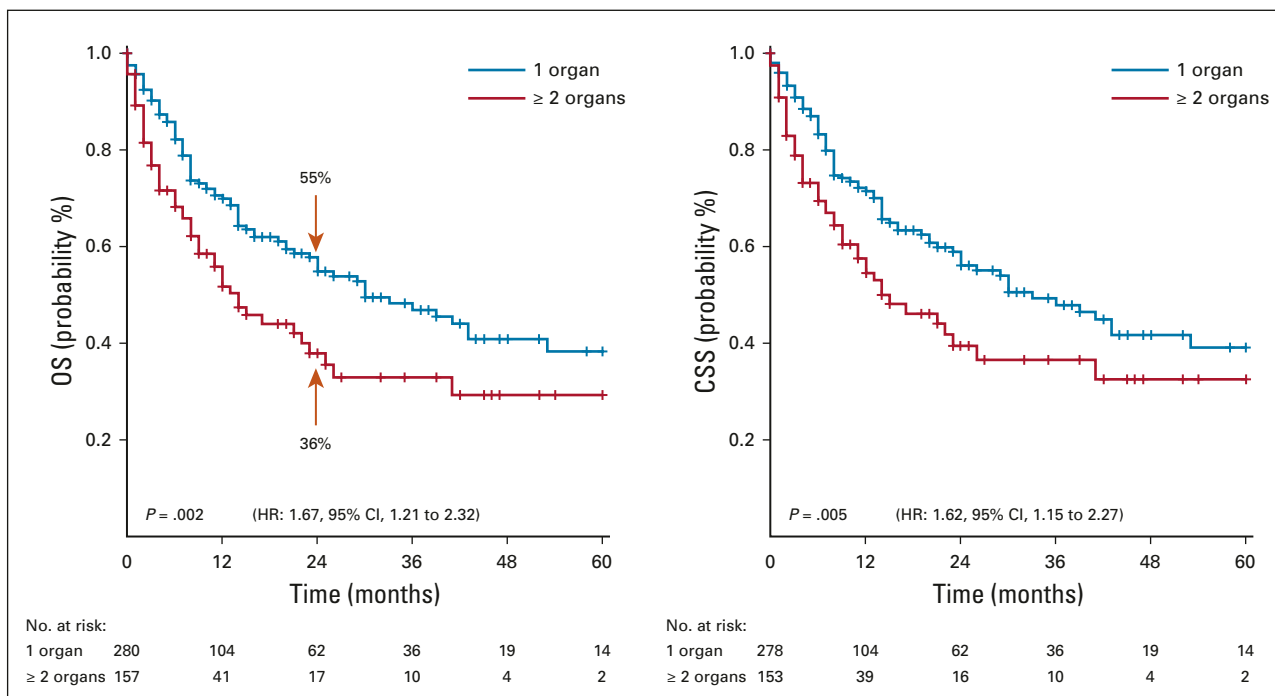 OS (probability %)
1.0
0.8
0.6
0.4
0.2
1 organ
≥ 2 organs
55%
36%
P = .002 (HR: 1.67, 95% CI, 1.21 to 2.32)
0 12 24 36 48 60
Time (months)
No. at risk:
1 organ 280 104 62 36 19 14
≥ 2 organs 157 41 17 10 4 2
CSS (probability %)
1.0
0.8
0.6
0.4
0.2
1 organ
≥ 2 organs
P = .005 (HR: 1.62, 95% CI, 1.15 to 2.27)
0 12 24 36 48 60
Time (months)
No. at risk:
1 organ 278 104 62 36 19 14
≥ 2 organs 153 39 16 10 4 2